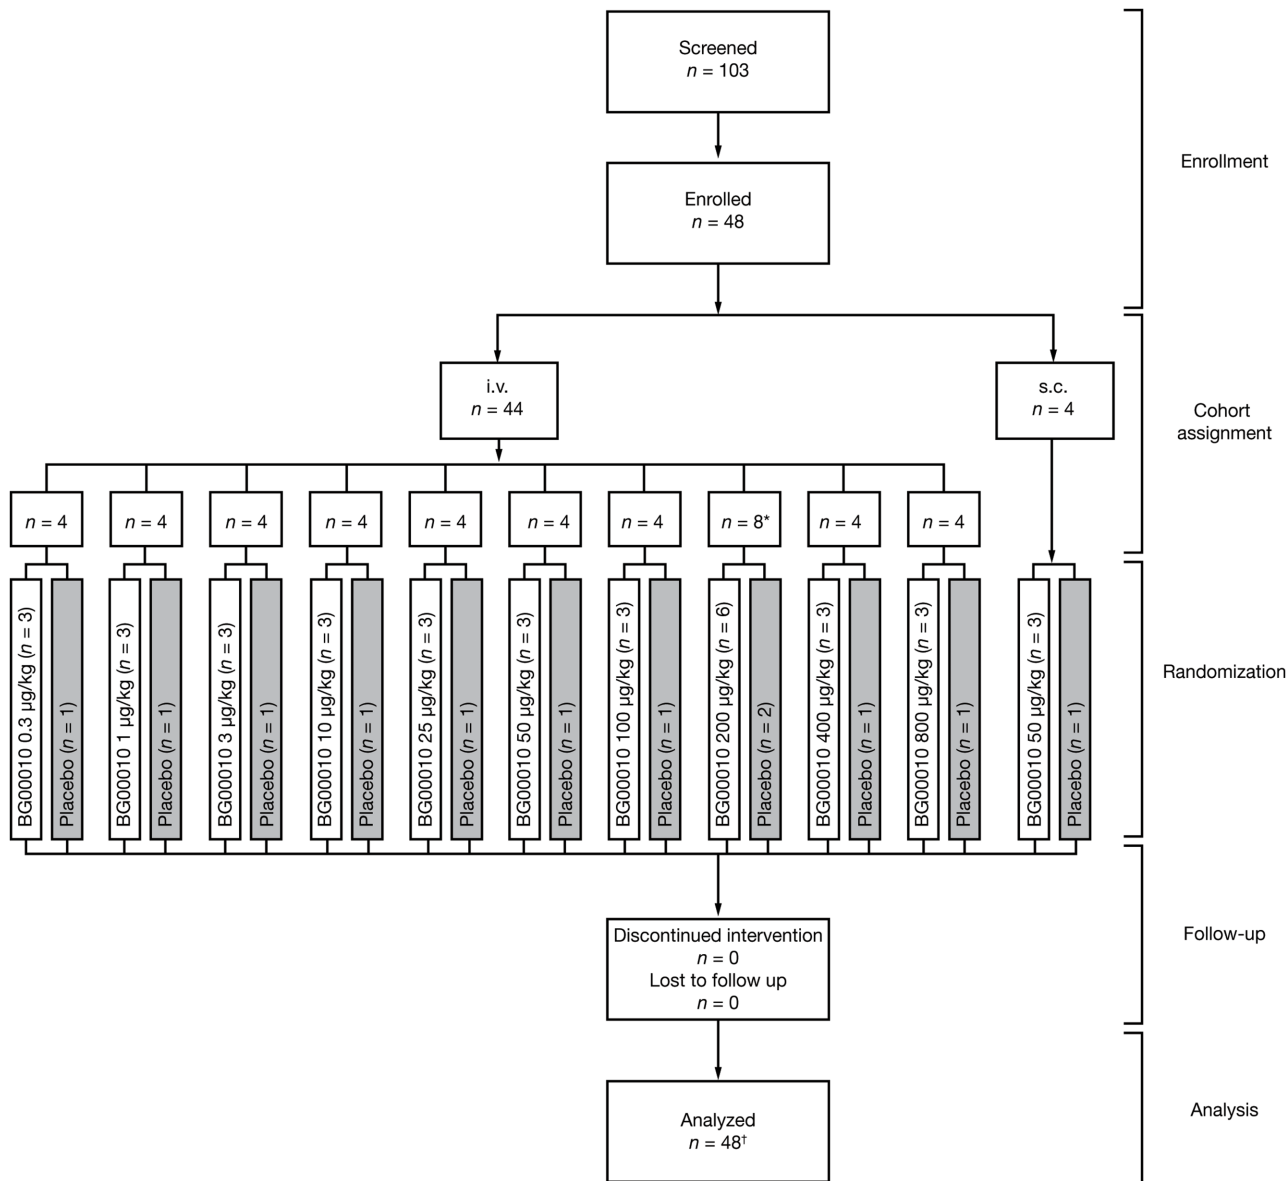 Screened
n = 103
Enrollment
Enrolled
n = 48
i.v.
n = 44
s.c.
n = 4
Cohort
assignment
n = 4
n = 4
n = 4
n = 4
n = 4
n = 4
n = 4
n = 8*
n = 4
n = 4
BG00010 0.3 µg/kg (n = 3)
Placebo (n = 1)
BG00010 1 µg/kg (n = 3)
Placebo (n = 1)
BG00010 3 µg/kg (n = 3)
Placebo (n = 1)
BG00010 10 µg/kg (n = 3)
Placebo (n = 1)
BG00010 25 µg/kg (n = 3)
Placebo (n = 1)
BG00010 50 µg/kg (n = 3)
Placebo (n = 1)
BG00010 100 µg/kg (n = 3)
Placebo (n = 1)
BG00010 200 µg/kg (n = 6)
Placebo (n = 2)
BG00010 400 µg/kg (n = 3)
Placebo (n = 1)
BG00010 800 µg/kg (n = 3)
Placebo (n = 1)
BG00010 50 µg/kg (n = 3)
Placebo (n = 1)
Randomization
Discontinued intervention
n = 0
Lost to follow up
n = 0
Follow-up
Analyzed
n = 48†
Analysis